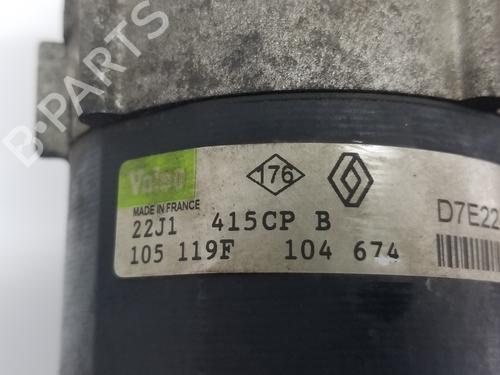 Valeo
176
MADE IN FRANCE
22J1 415CP B
D7E22
105 119F 104 674
B-PARTS